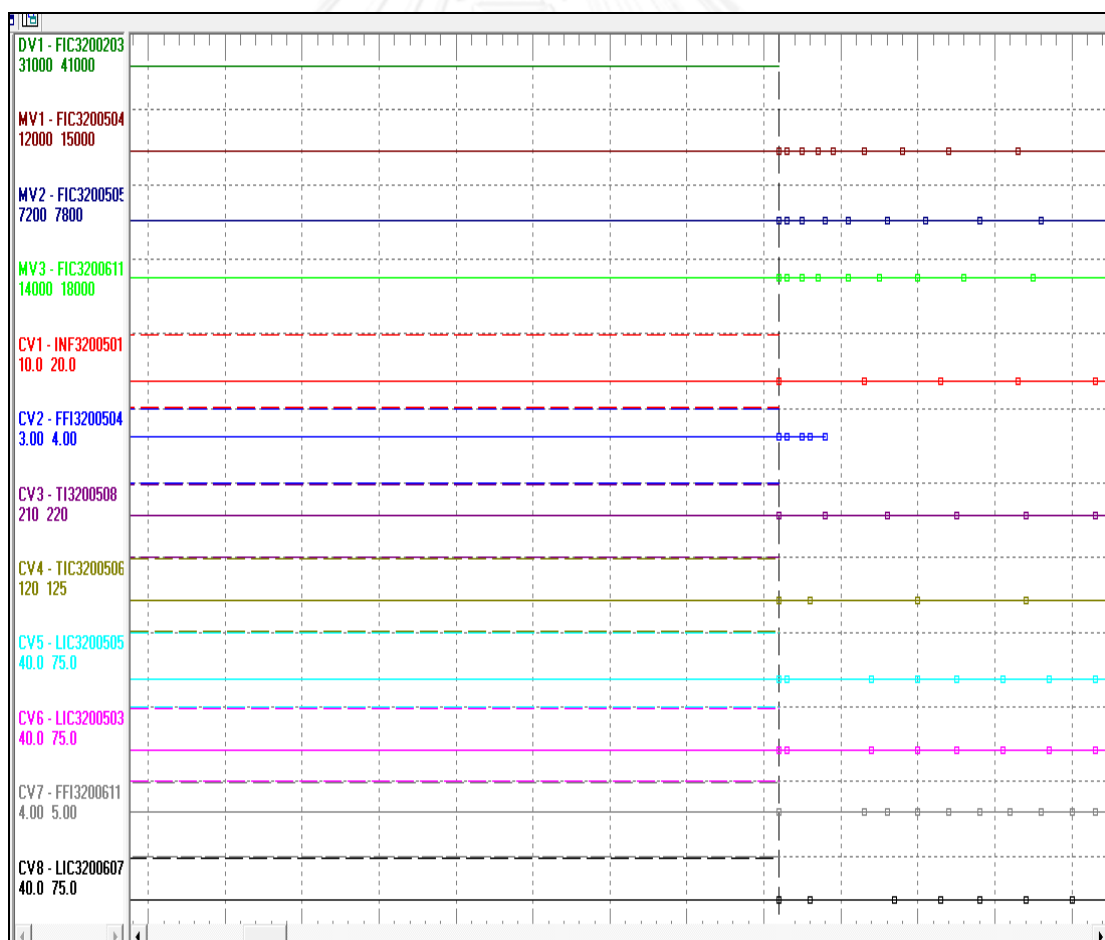 DV1 - FIC3200203
31000 41000
MV1 - FIC3200504
12000 15000
MV2 - FIC3200505
7200 7800
MV3 - FIC3200611
14000 18000
CV1 - INF3200501
10.0 20.0
CV2 - FFI3200504
3.00 4.00
CV3 - TI3200508
210 220
CV4 - TIC3200506
120 125
CV5 - LIC3200505
40.0 75.0
CV6 - LIC3200503
40.0 75.0
CV7 - FFI3200611
4.00 5.00
CV8 - LIC3200607
40.0 75.0